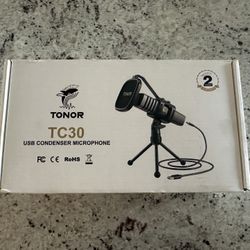 TONOR
TC30
USB CONDENSER MICROPHONE
FC CE RoHS
2